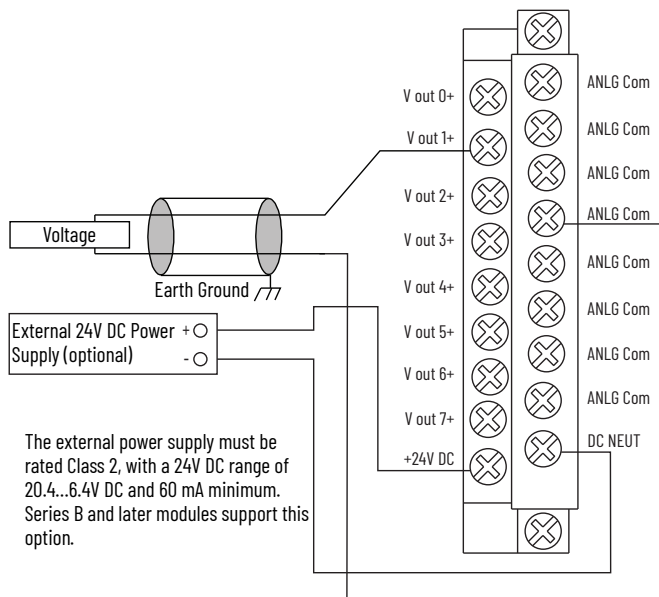 V out 0+
V out 1+
V out 2+
V out 3+
V out 4+
V out 5+
V out 6+
V out 7+
+24V DC
ANLG Com
ANLG Com
ANLG Com
ANLG Com
ANLG Com
ANLG Com
ANLG Com
ANLG Com
DC NEUT
Voltage
Earth Ground
External 24V DC Power +
Supply (optional) -
The external power supply must be
rated Class 2, with a 24V DC range of
20.4...6.4V DC and 60 mA minimum.
Series B and later modules support this
option.